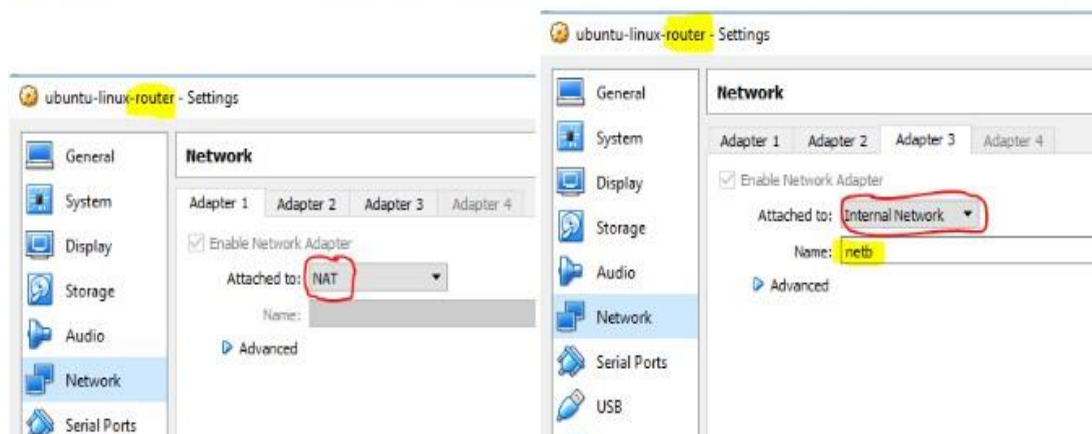 ubuntu-linux-router - Settings
General
System
Display
Storage
Audio
Network
Serial Ports
Network
Adapter 1 Adapter 2 Adapter 3 Adapter 4
Enable Network Adapter
Attached to: NAT
Name:
Advanced
ubuntu-linux-router - Settings
General
System
Display
Storage
Audio
Network
Serial Ports
USB
Network
Adapter 1 Adapter 2 Adapter 3 Adapter 4
Enable Network Adapter
Attached to: Internal Network
Name: netb
Advanced